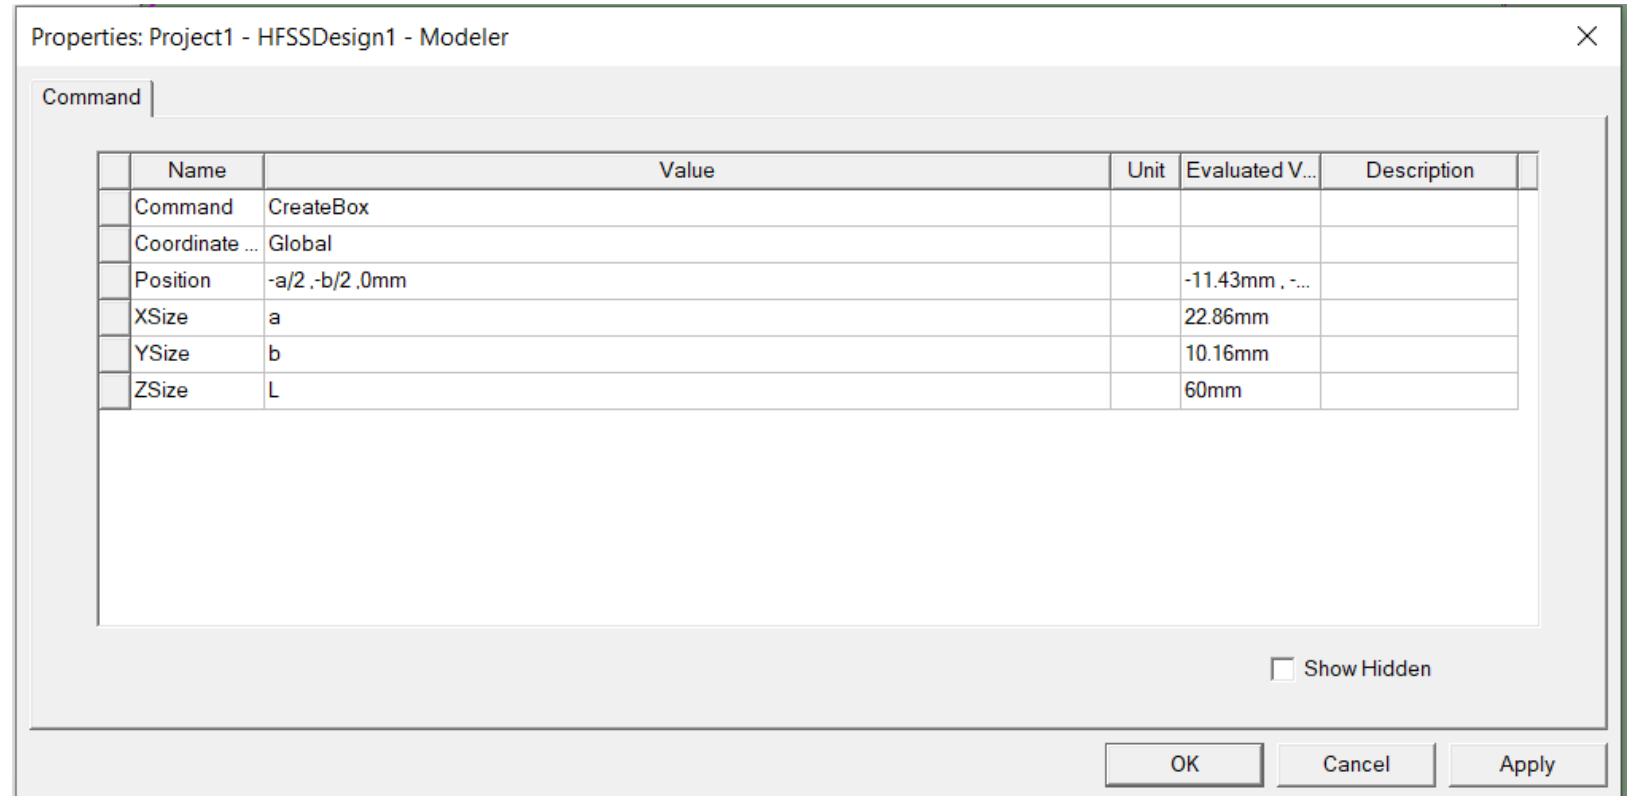 Properties: Project1 - HFSSDesign1 - Modeler
Command
Name Value Unit Evaluated V... Description
Command CreateBox
Coordinate ... Global
Position -a/2 ,-b/2 ,0mm -11.43mm , -...
XSize a 22.86mm
YSize b 10.16mm
ZSize L 60mm
Show Hidden
OK Cancel Apply